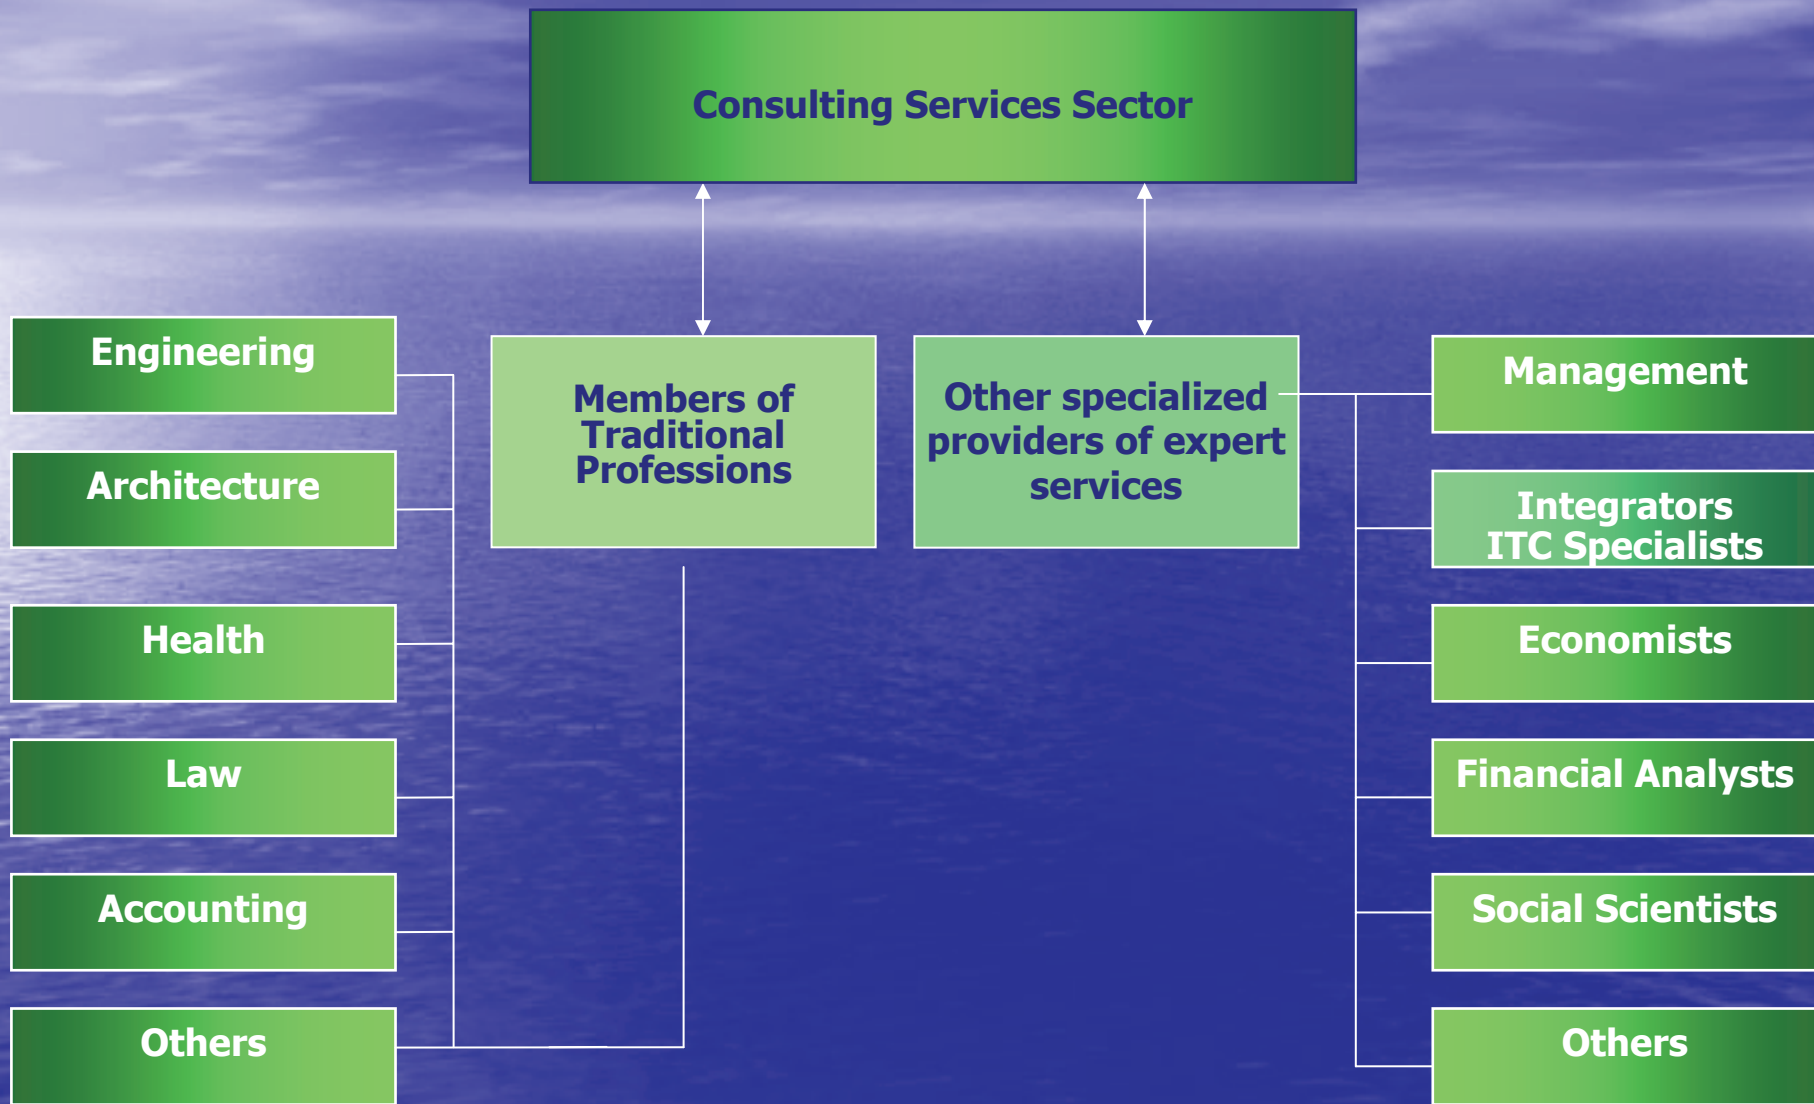 Consulting Services Sector
Engineering
Architecture
Health
Law
Accounting
Others
Members of
Traditional
Professions
Other specialized
providers of expert
services
Management
Integrators
ITC Specialists
Economists
Financial Analysts
Social Scientists
Others